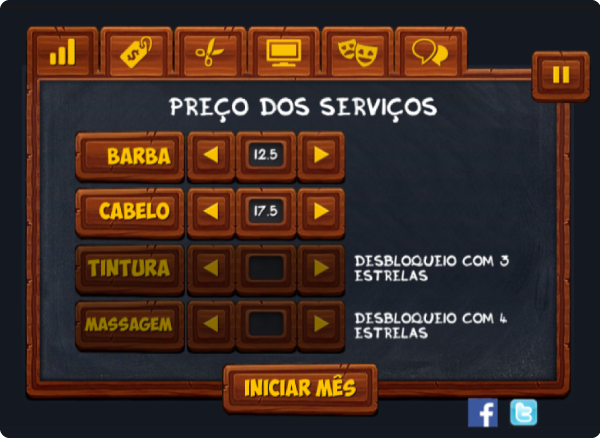 PREÇO DOS SERVIÇOS
BARBA 12.5
CABELO 17.5
TINTURA DESBLOQUEIO COM 3
ESTRELAS
MASSAGEM DESBLOQUEIO COM 4
ESTRELAS
INICIAR MÊS